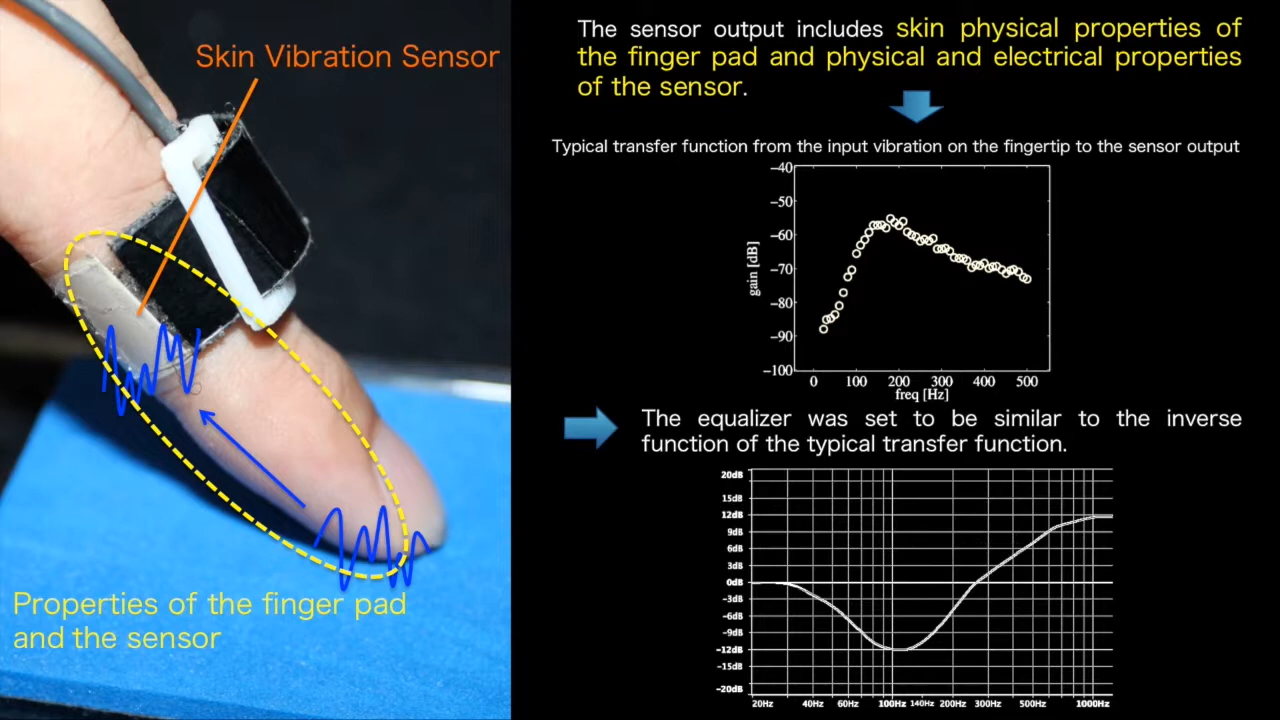 Skin Vibration Sensor
Properties of the finger pad
and the sensor
The sensor output includes skin physical properties of
the finger pad and physical and electrical properties
of the sensor.
Typical transfer function from the input vibration on the fingertip to the sensor output
-40
-50
-60
-70
-80
-90
-100
gain [dB]
0 100 200 300 400 500
freq [Hz]
The equalizer was set to be similar to the inverse
function of the typical transfer function.
20dB
15dB
12dB
9dB
6dB
3dB
0dB
-3dB
-6dB
-9dB
-12dB
-15dB
-20dB
20Hz 40Hz 60Hz 100Hz 140Hz 200Hz 300Hz 500Hz 1000Hz